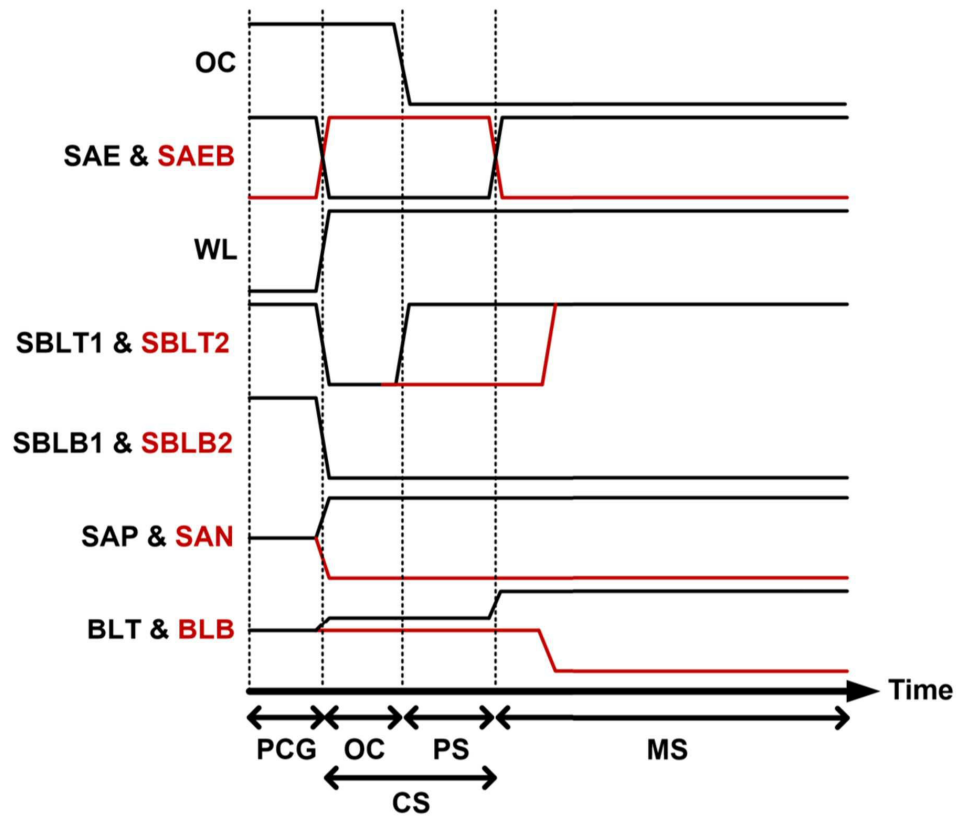 OC
SAE & SAEB
WL
SBLT1 & SBLT2
SBLB1 & SBLB2
SAP & SAN
BLT & BLB
Time
PCG OC PS MS
CS